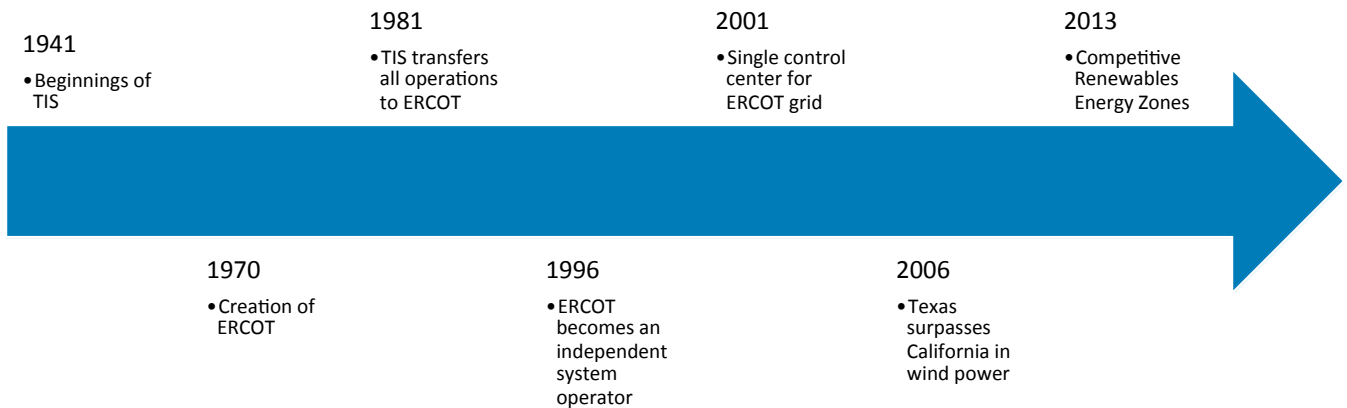 1941
•Beginnings of
TIS
1970
•Creation of
ERCOT
1981
•TIS transfers
all operations
to ERCOT
1996
•ERCOT
becomes an
independent
system
operator
2001
•Single control
center for
ERCOT grid
2006
•Texas
surpasses
California in
wind power
2013
•Competitive
Renewables
Energy Zones